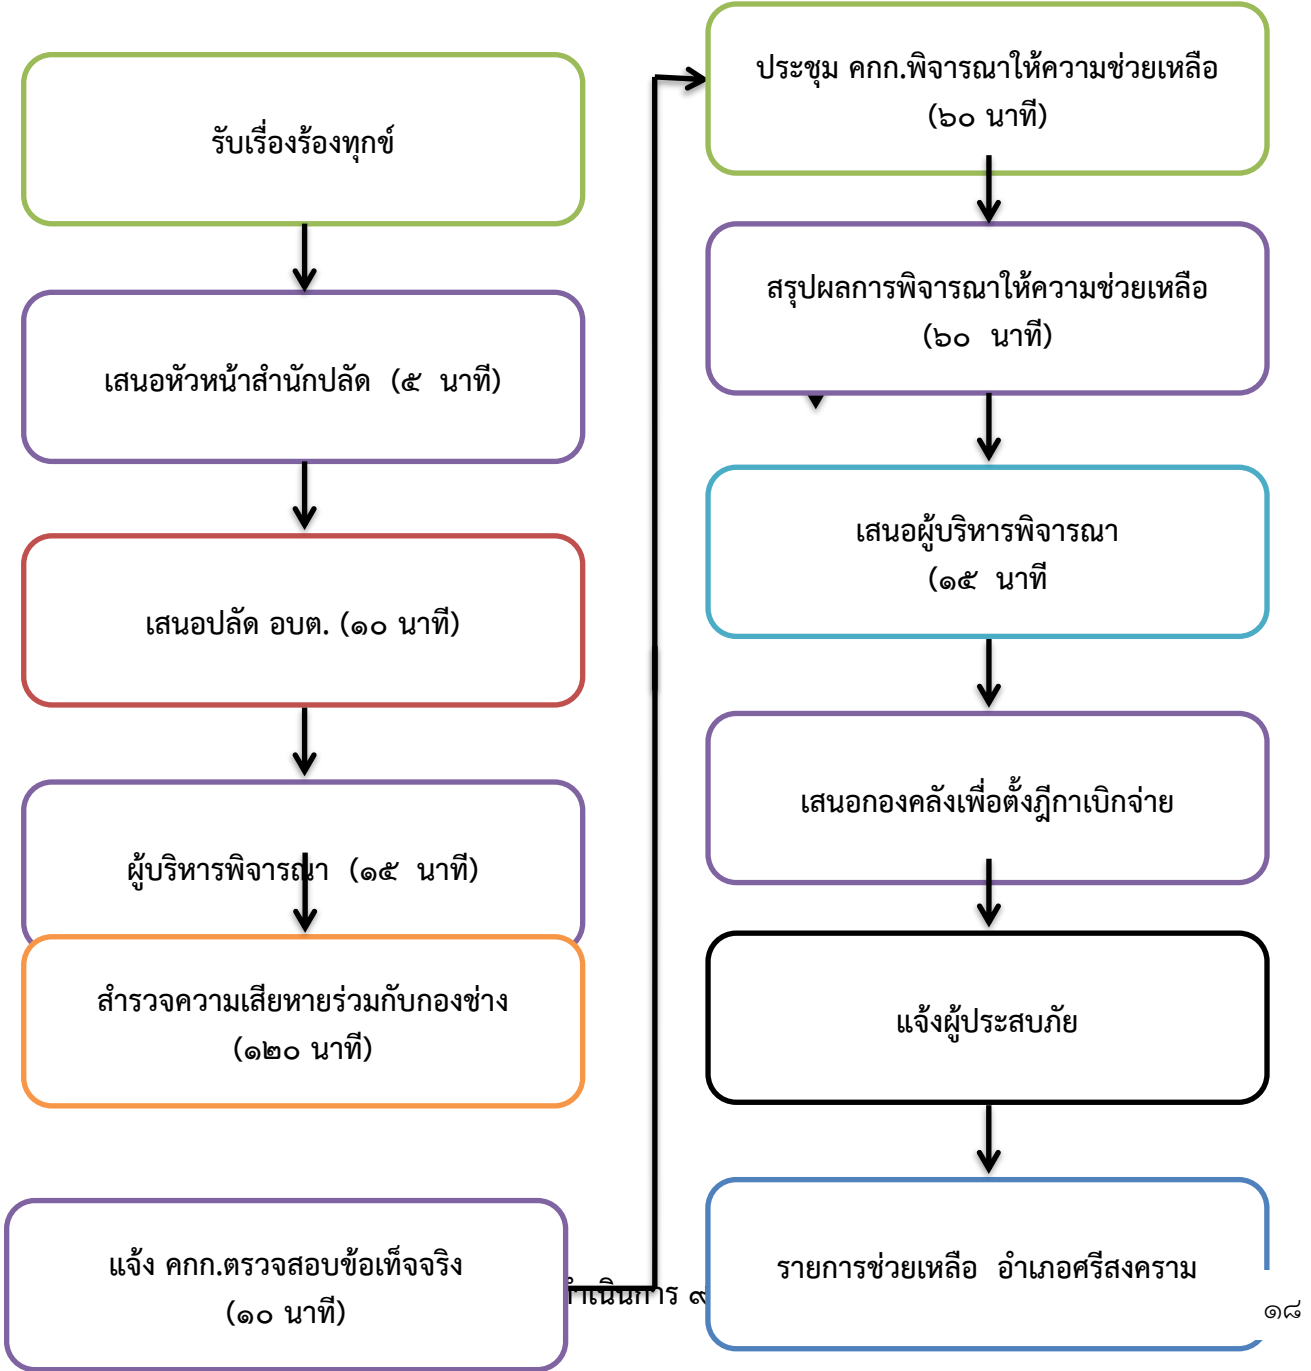 รับเรื่องร้องทุกข์
เสนอหัวหน้าสำนักปลัด (๕ นาที)
เสนอปลัด อบต. (๑๐ นาที)
ผู้บริหารพิจารณา (๑๕ นาที)
สำรวจความเสียหายร่วมกับกองช่าง
(๑๒๐ นาที)
แจ้ง คกก.ตรวจสอบข้อเท็จจริง
(๑๐ นาที)
ประชุม คกก.พิจารณาให้ความช่วยเหลือ
(๖๐ นาที)
สรุปผลการพิจารณาให้ความช่วยเหลือ
(๖๐ นาที)
เสนอผู้บริหารพิจารณา
(๑๕ นาที
เสนอกองคลังเพื่อตั้งฎีกาเบิกจ่าย
แจ้งผู้ประสบภัย
รายการช่วยเหลือ อำเภอศรีสงคราม
๑๘